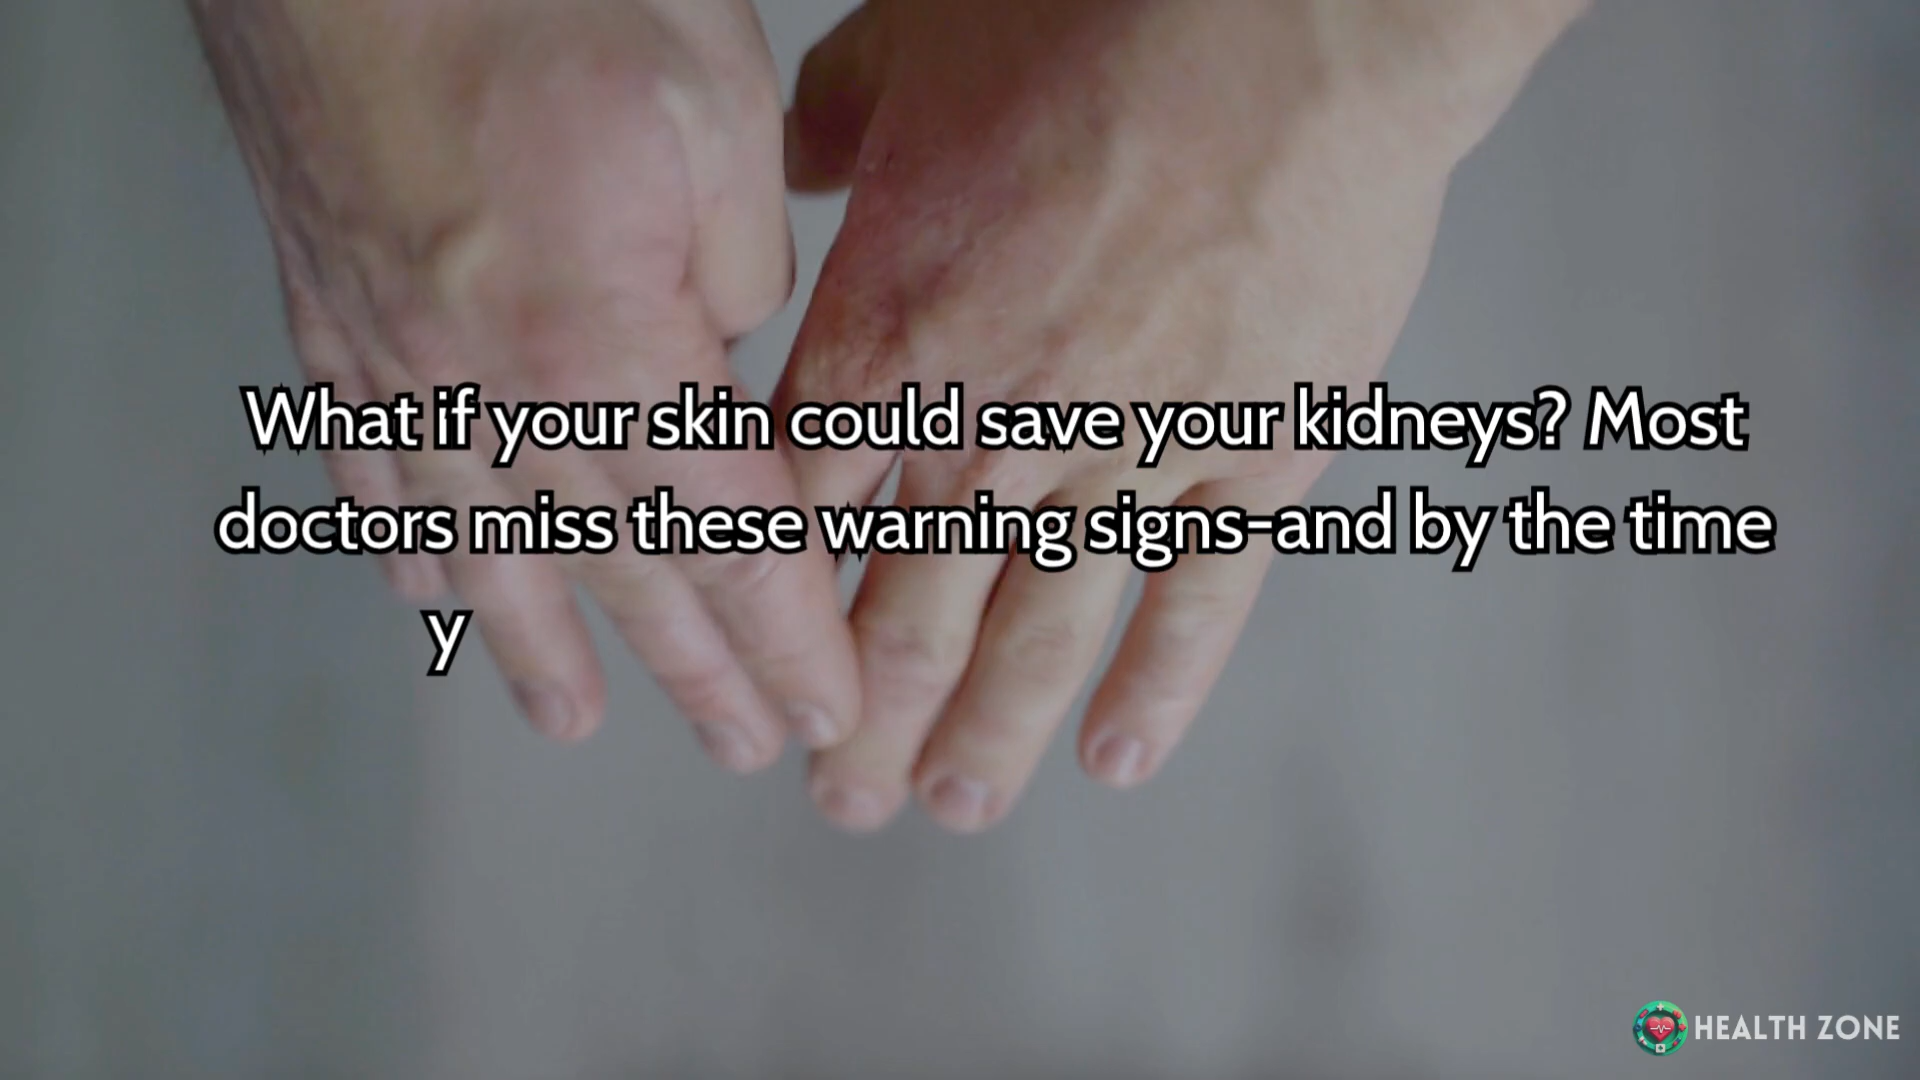 What if your skin could save your kidneys? Most
doctors miss these warning signs-and by the time
y
HEALTH ZONE